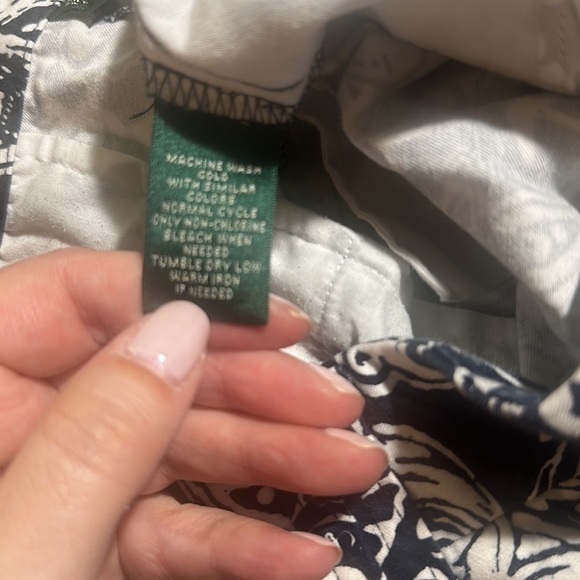 MACHINE WASH
COLD
WITH SIMILAR
COLORS
NORMAL CYCLE
ONLY NON-CHLORINE
BLEACH WHEN
NEEDED
TUMBLE DRY LOW
WARM IRON
IF NEEDED